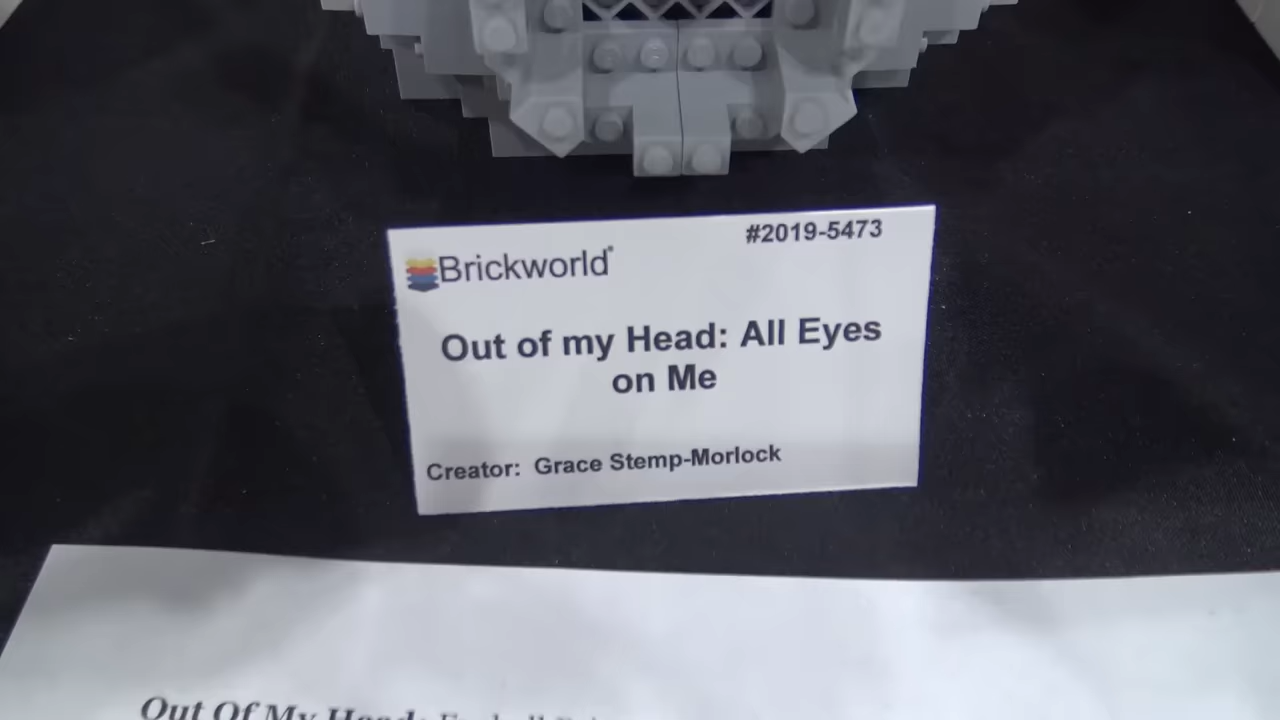 #2019-5473
Brickworld
Out of my Head: All Eyes
on Me
Creator: Grace Stemp-Morlock
Out Of My Head: